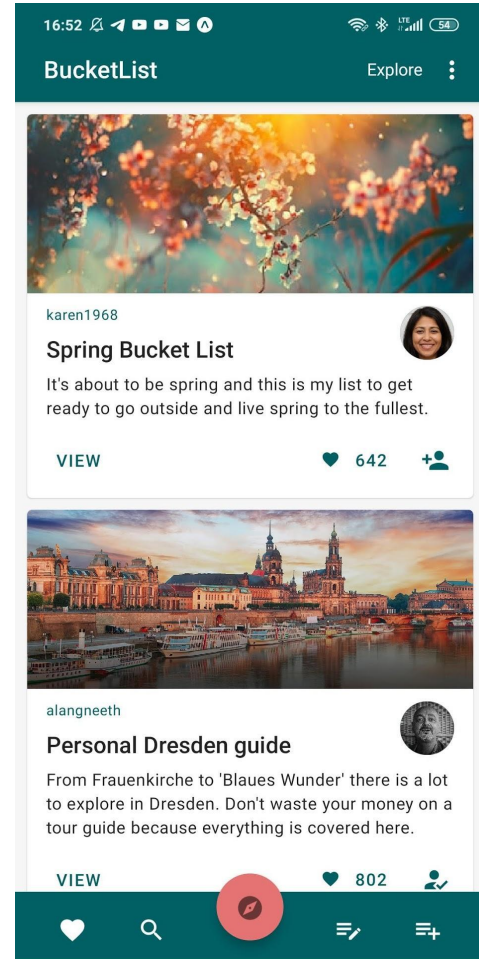 16:52
LTE
54
BucketList
Explore
karen1968
Spring Bucket List
It's about to be spring and this is my list to get
ready to go outside and live spring to the fullest.
VIEW
642
alangneeth
Personal Dresden guide
From Frauenkirche to 'Blaues Wunder' there is a lot
to explore in Dresden. Don't waste your money on a
tour guide because everything is covered here.
VIEW
802